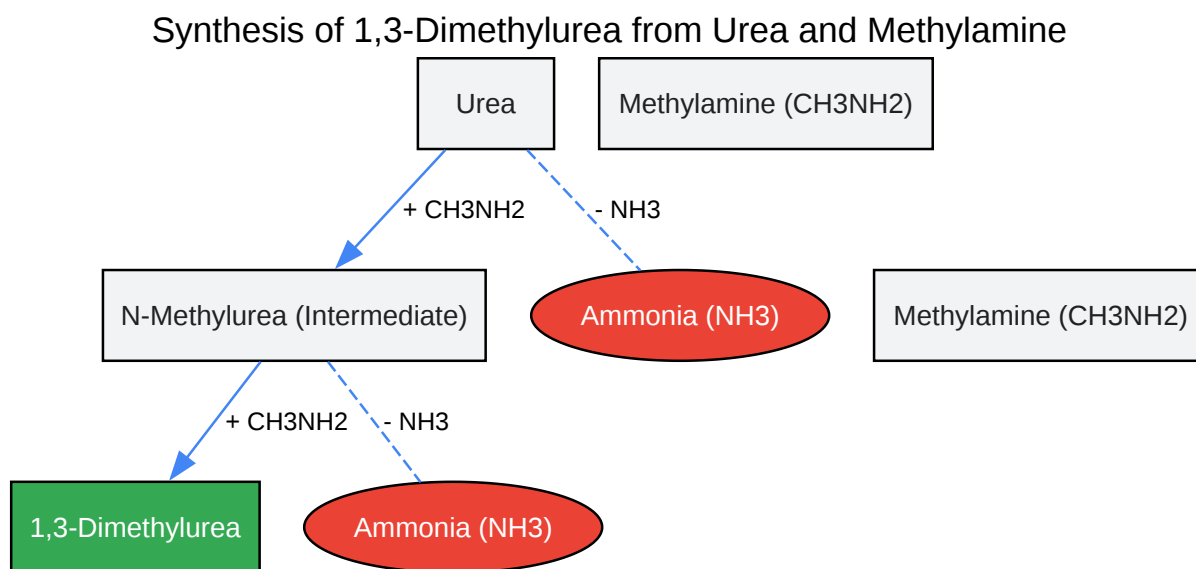 Synthesis of 1,3-Dimethylurea from Urea and Methylamine
Urea
Methylamine (CH3NH2)
+ CH3NH2
- NH3
N-Methylurea (Intermediate)
Ammonia (NH3)
Methylamine (CH3NH2)
+ CH3NH2
- NH3
1,3-Dimethylurea
Ammonia (NH3)